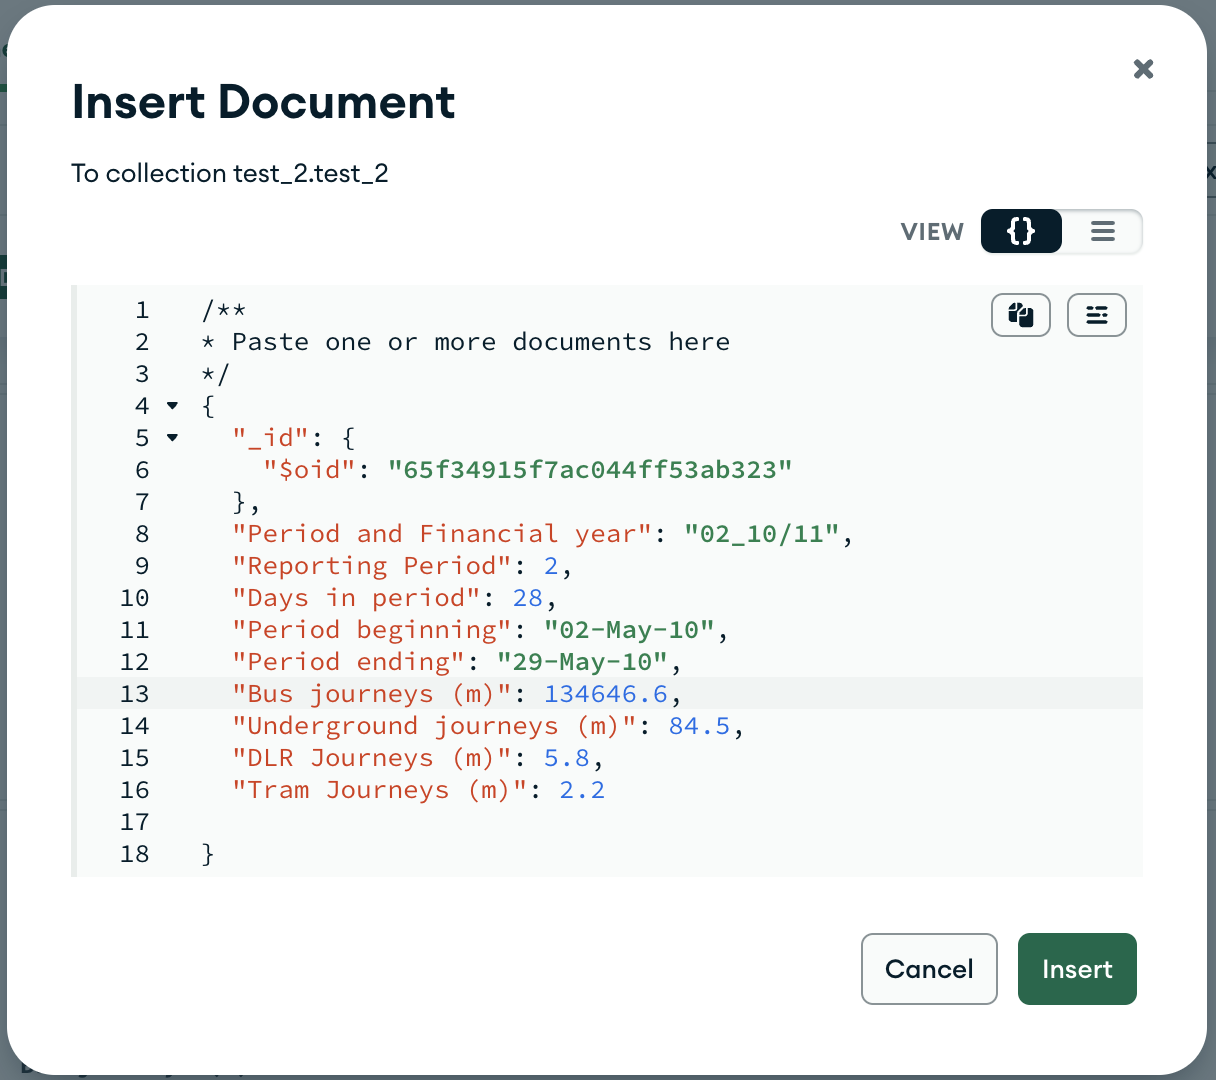 Insert Document
To collection test_2.test_2
VIEW {}
1 /**
2 * Paste one or more documents here
3 */
4 {
5 "_id": {
6 "$oid": "65f34915f7ac044ff53ab323"
7 },
8 "Period and Financial year": "02_10/11",
9 "Reporting Period": 2,
10 "Days in period": 28,
11 "Period beginning": "02-May-10",
12 "Period ending": "29-May-10",
13 "Bus journeys (m)": 134646.6,
14 "Underground journeys (m)": 84.5,
15 "DLR Journeys (m)": 5.8,
16 "Tram Journeys (m)": 2.2
17
18 }
Cancel Insert